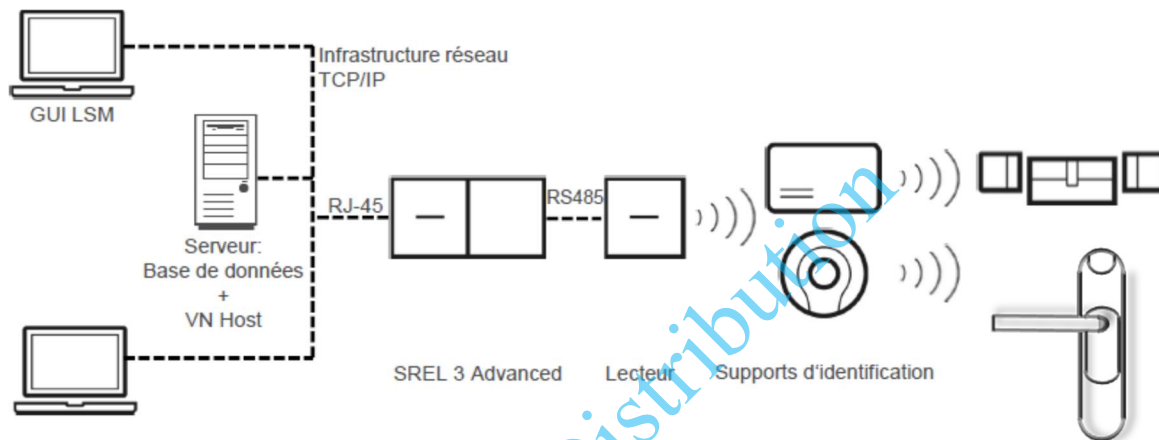 Infrastructure réseau
TCP/IP
GUI LSM
RJ-45
RS485
Serveur:
Base de données
+
VN Host
SREL 3 Advanced
Lecteur
Supports d'identification
Distribution